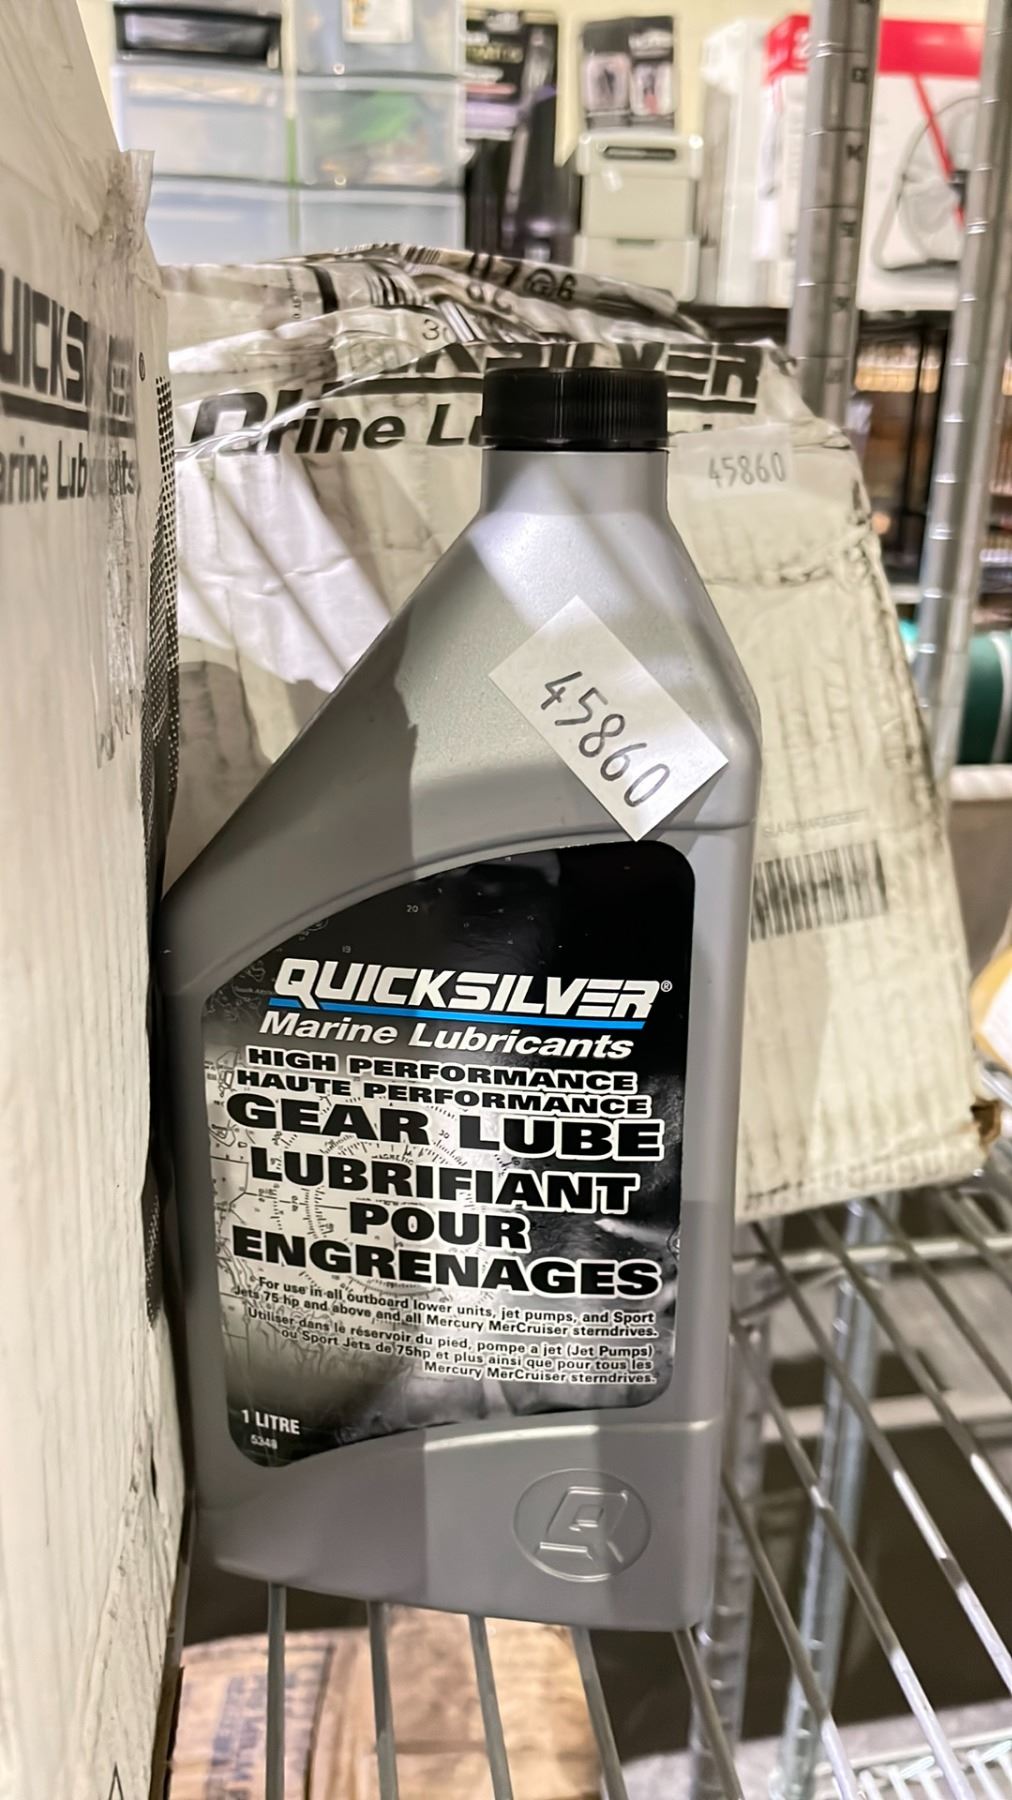 QUICKSILVER
Marine Lubricants
45860
45860
QUICKSILVER®
Marine Lubricants
HIGH PERFORMANCE
HAUTE PERFORMANCE
GEAR LUBE
LUBRIFIANT
POUR
ENGRENAGES
For use in all outboard lower units, jet pumps, and Sport
Jets 75 hp and above and all Mercury MerCruiser sterndrives.
Utiliser dans le réservoir du pied, pompe a jet (Jet Pumps)
ou Sport Jets de 75hp et plus ainsi que pour tous les
Mercury MerCruiser sterndrives.
1 LITRE
5348
Q